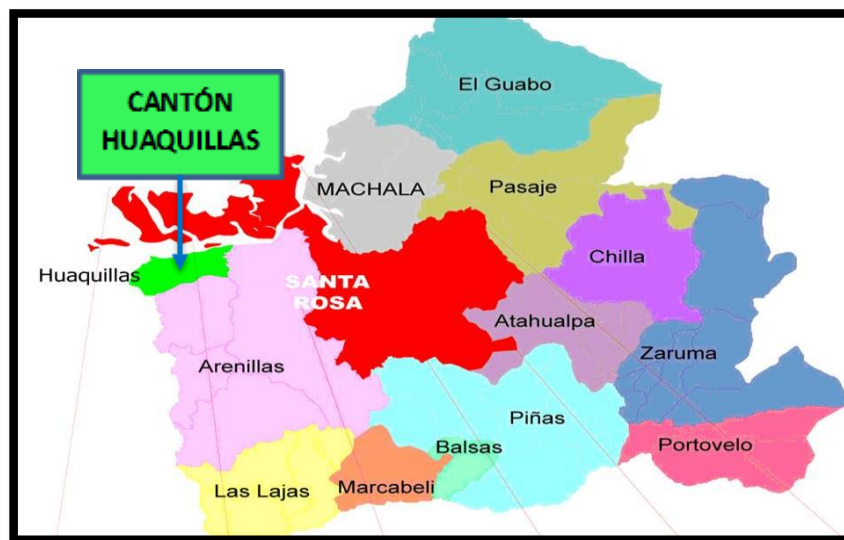 CANTÓN
HUAQUILLAS
El Guabo
MACHALA
Pasaje
Chilla
Huaquillas
SANTA
ROSA
Atahualpa
Zaruma
Arenillas
Piñas
Balsas
Portovelo
Las Lajas
Marcabeli